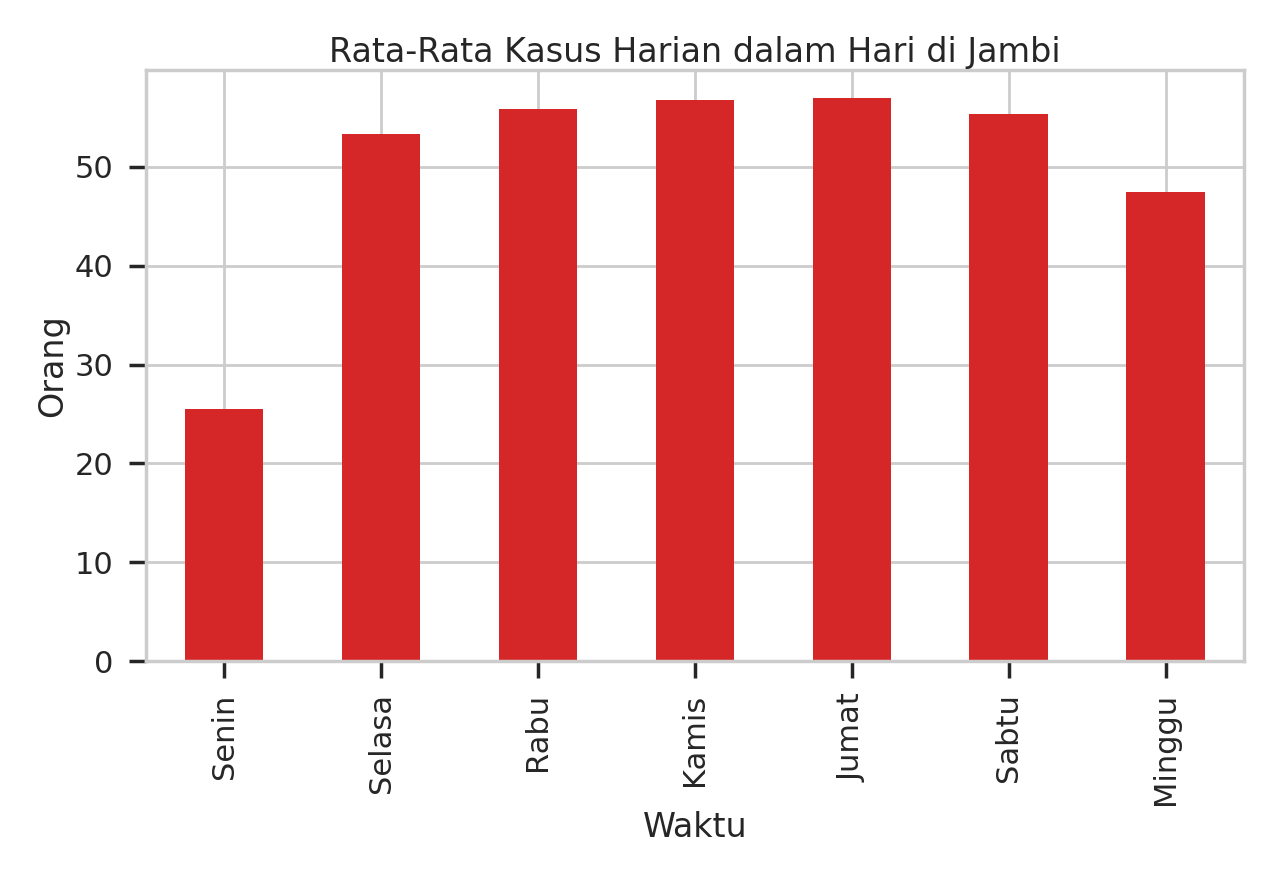 Rata-Rata Kasus Harian dalam Hari di Jambi
Orang
50
40
30
20
10
0
Senin
Selasa
Rabu
Kamis
Jumat
Sabtu
Minggu
Waktu